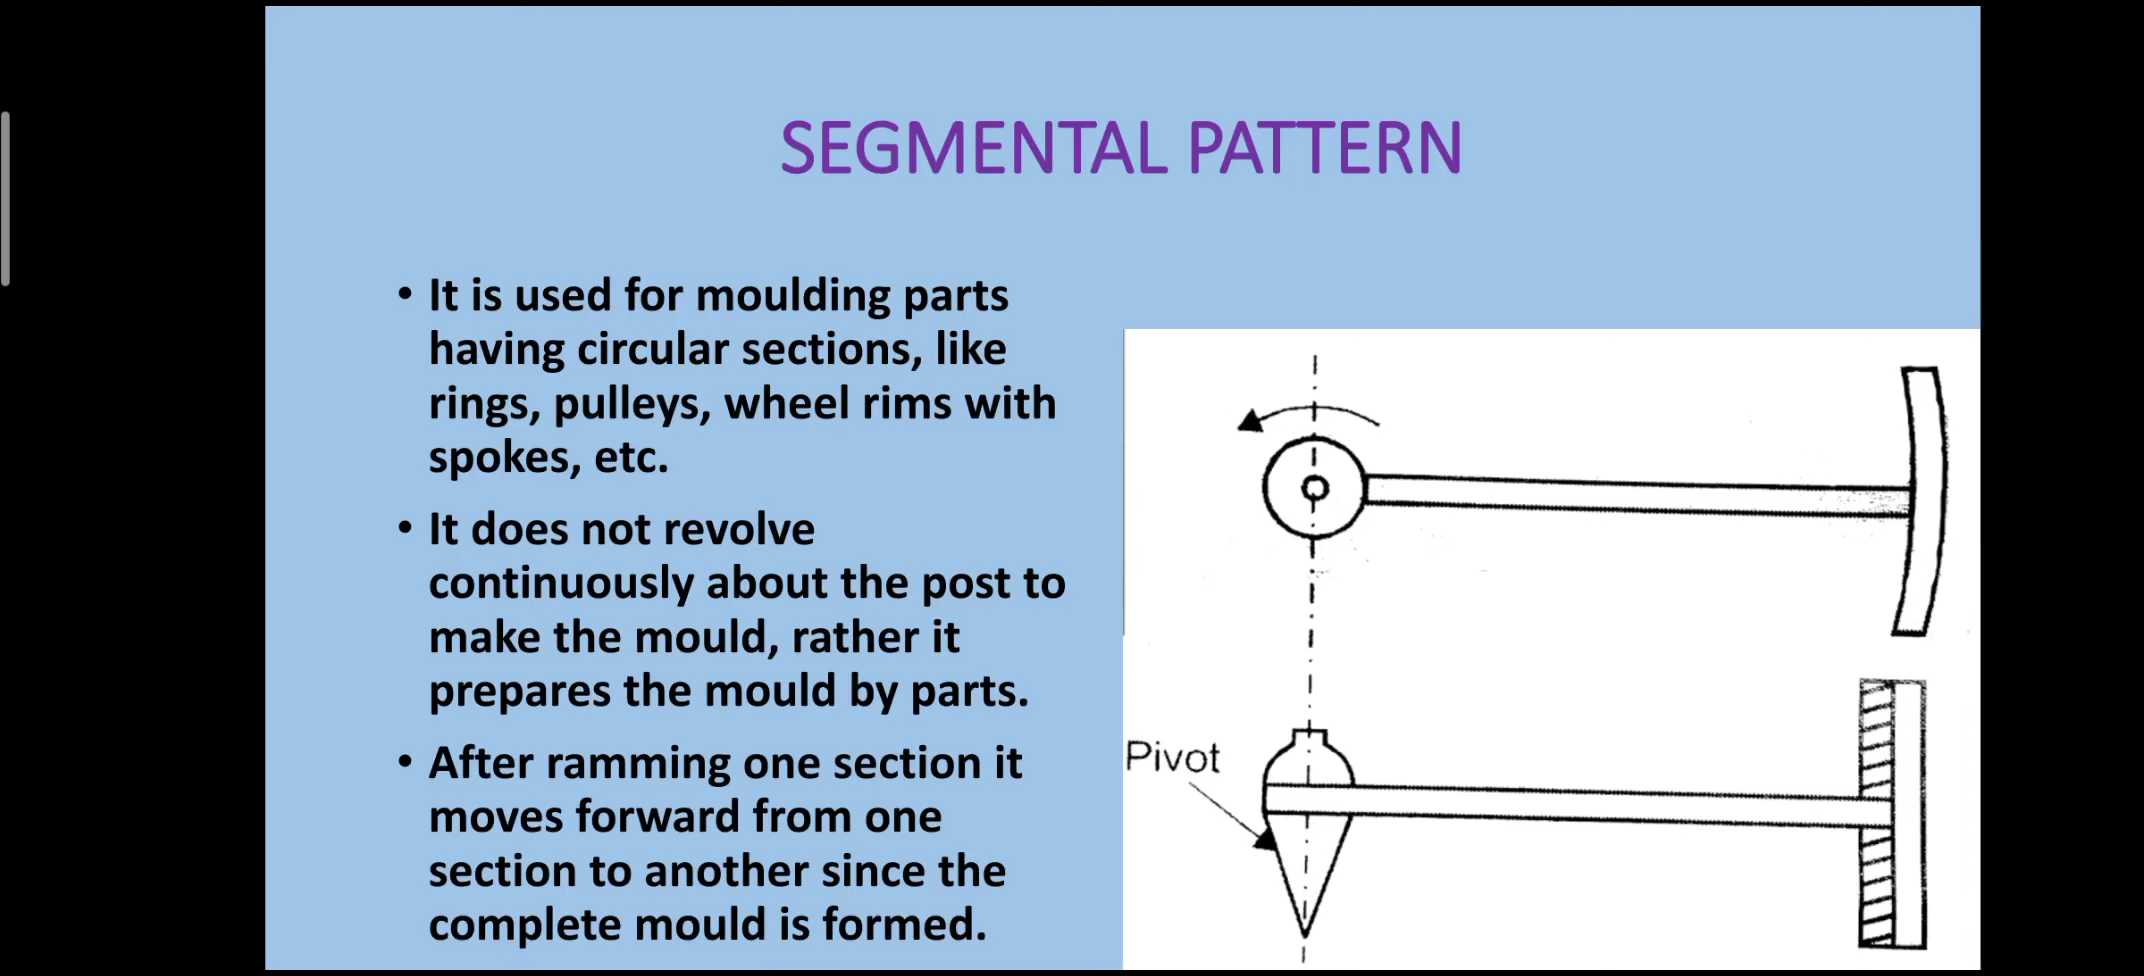 SEGMENTAL PATTERN
• It is used for moulding parts
having circular sections, like
rings, pulleys, wheel rims with
spokes, etc.
• It does not revolve
continuously about the post to
make the mould, rather it
prepares the mould by parts.
• After ramming one section it
moves forward from one
section to another since the
complete mould is formed.
Pivot